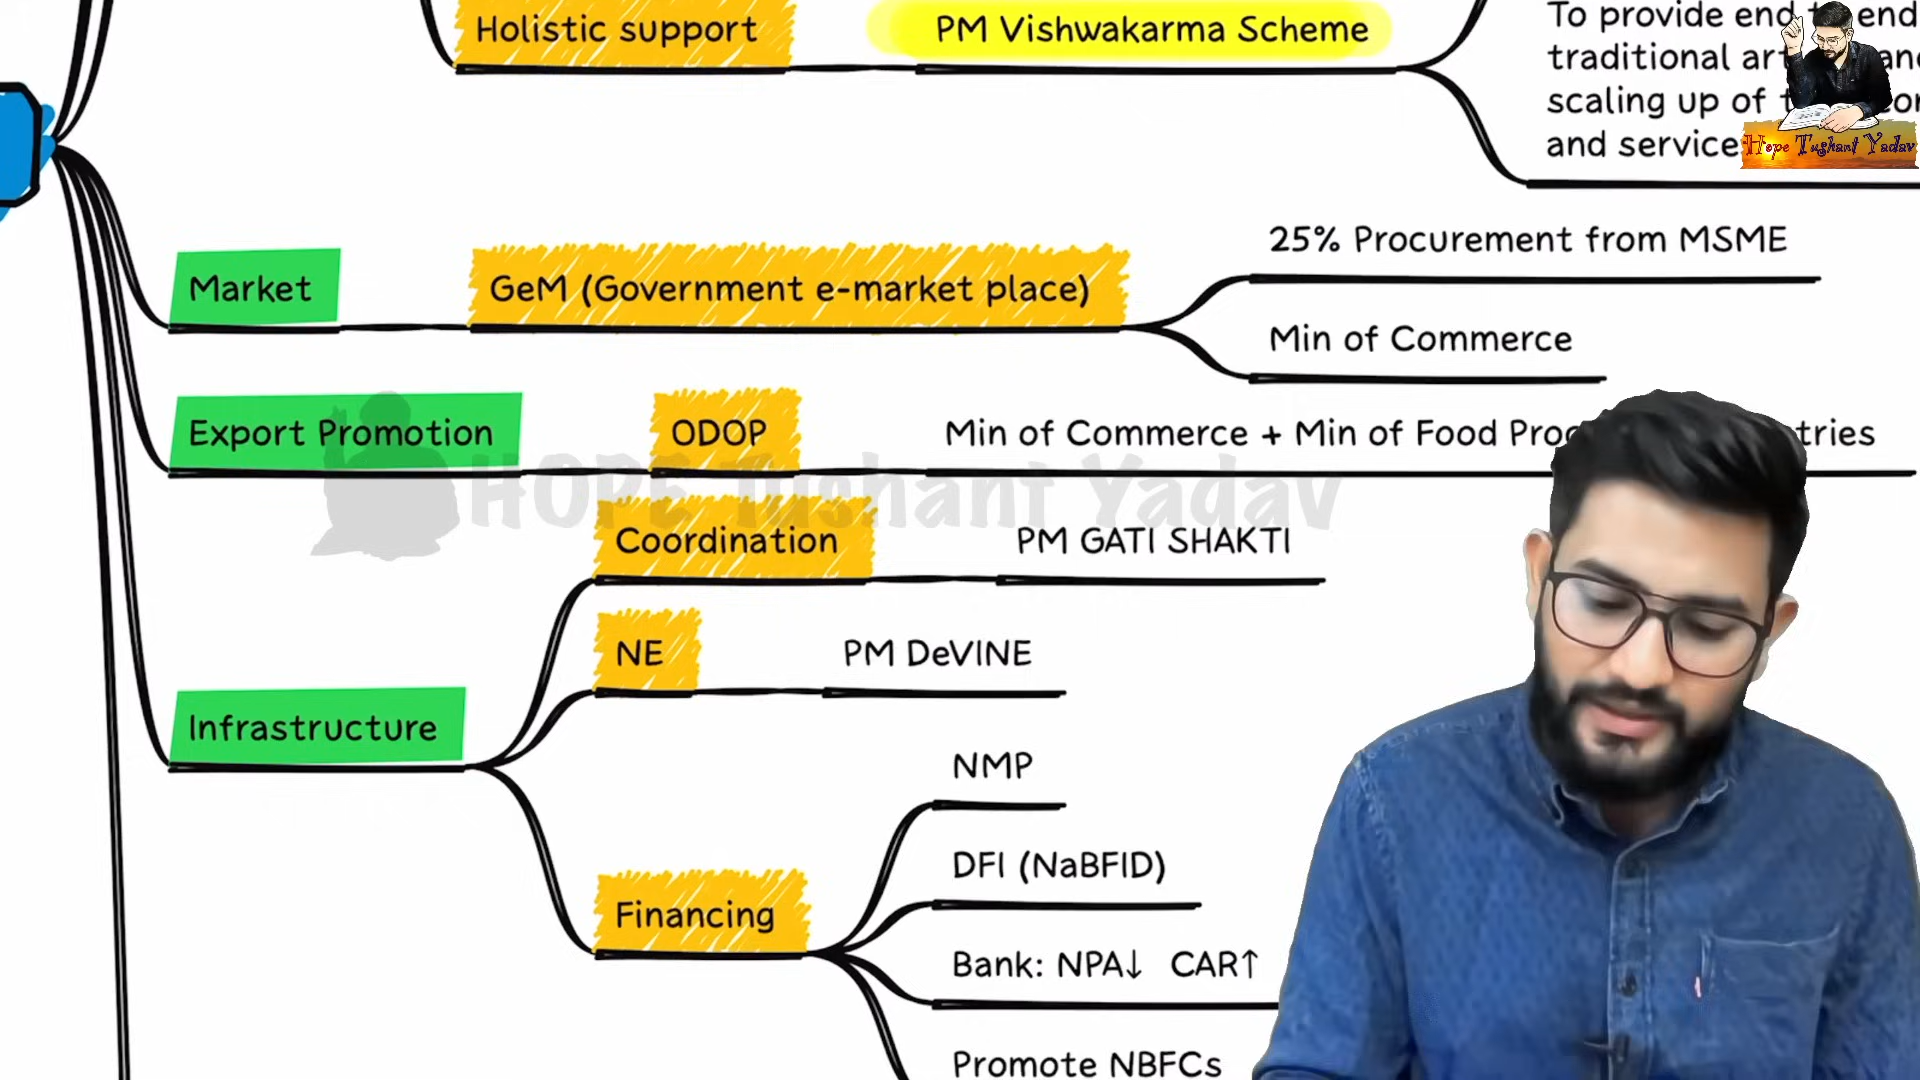 Holistic support
PM Vishwakarma Scheme
To provide end end
traditional
scaling up of
and service
Hope Tushant Yadav
Market
GeM (Government e-market place)
25% Procurement from MSME
Min of Commerce
Export Promotion
ODOP
Min of Commerce + Min of Food
HOPE Tushant Yadav
Infrastructure
Coordination
PM GATI SHAKTI
NE
PM DeVINE
Financing
NMP
DFI (NaBFID)
Bank: NPA↓ CAR↑
Promote NBFCs